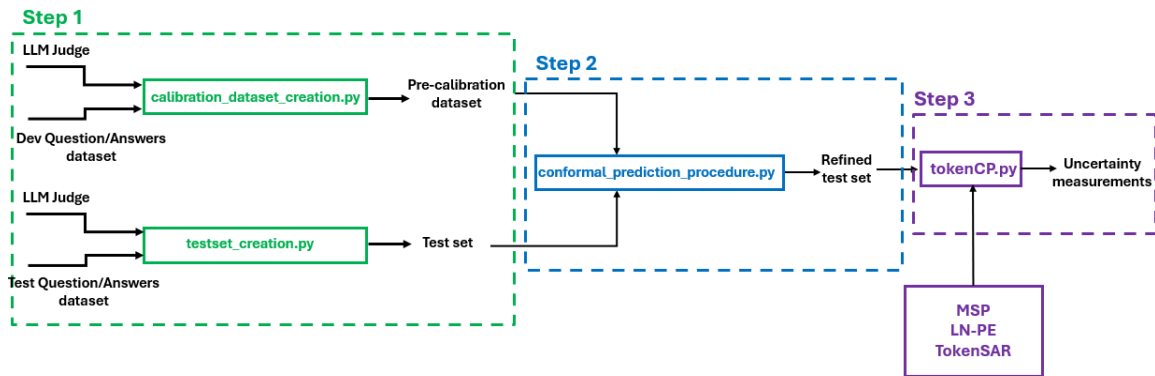 Step 1
LLM Judge
calibration_dataset_creation.py
Pre-calibration
dataset
Dev Question/Answers
dataset
LLM Judge
testset_creation.py
Test set
Test Question/Answers
dataset
Step 2
conformal_prediction_procedure.py
Refined
test set
Step 3
tokenCP.py
Uncertainty
measurements
MSP
LN-PE
TokenSAR